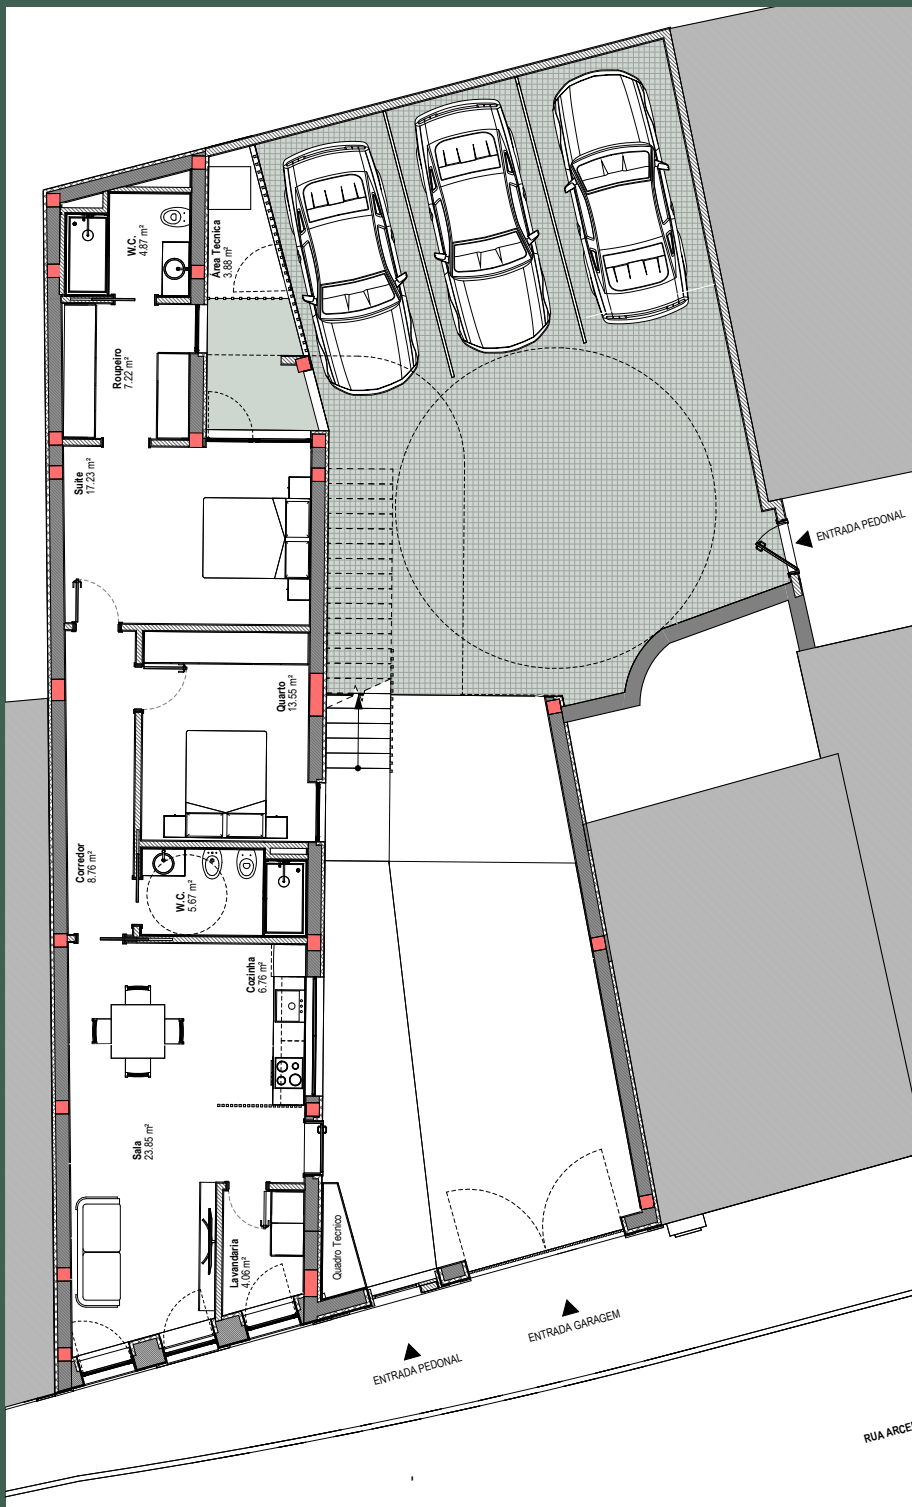 W.C.
4.87 m²
Área Tecnica
3.88 m²
Roupeiro
7.22 m²
Suite
17.23 m²
ENTRADA PEDONAL
Quarto
13.55 m²
Corredor
8.76 m²
W.C.
5.67 m²
Cozinha
6.76 m²
Sala
23.85 m²
Lavandaria
4.06 m²
Quadro Tecnico
ENTRADA GARAGEM
ENTRADA PEDONAL
RUA